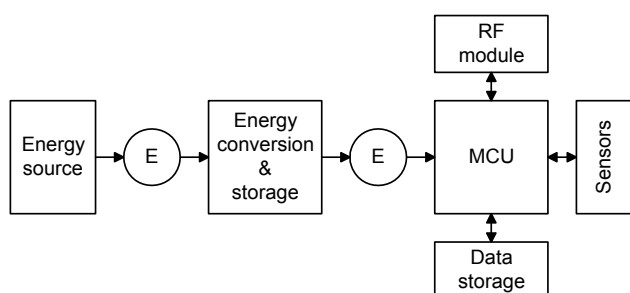 RF
module
Energy
source
E
Energy
conversion
&
storage
E
MCU
Sensors
Data
storage